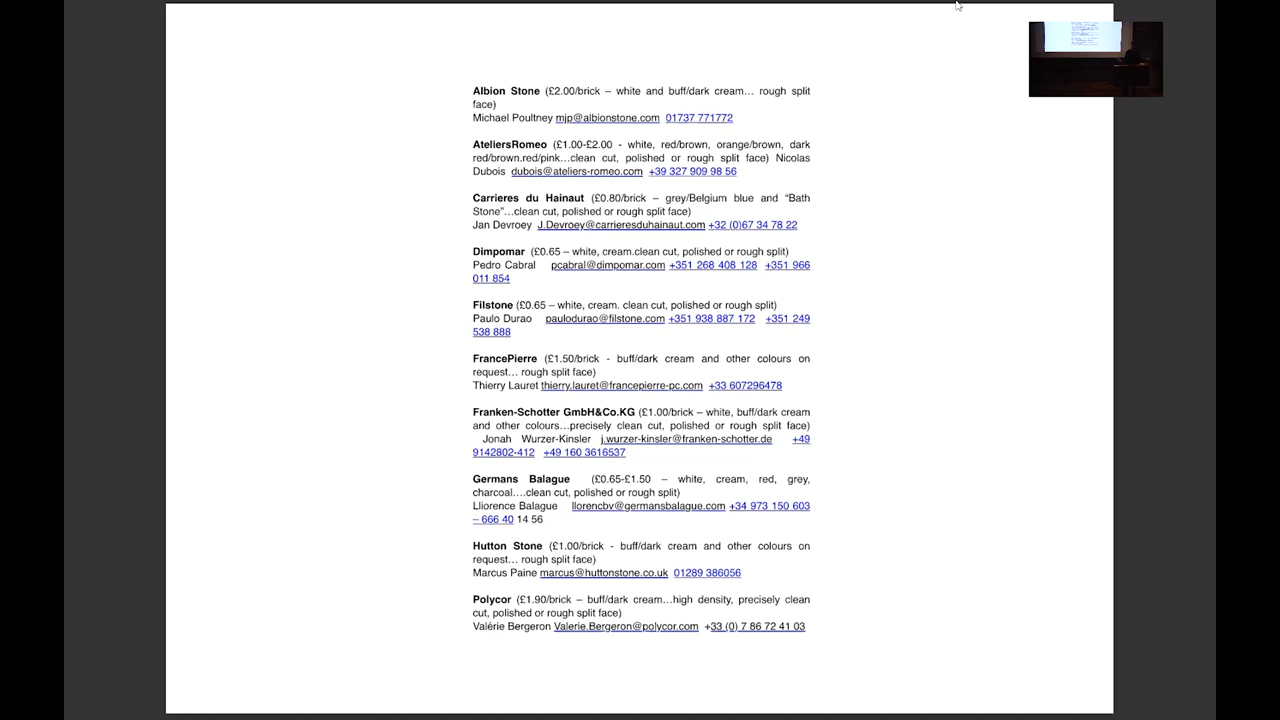 Albion Stone (£2.00/brick – white and buff/dark cream… rough split
face)
Michael Poultney mjp@albionstone.com 01737 771772
AteliersRomeo (£1.00-£2.00 - white, red/brown, orange/brown, dark
red/brown.red/pink…clean cut, polished or rough split face) Nicolas
Dubois dubois@ateliers-romeo.com +39 327 909 98 56
Carrieres du Hainaut (£0.80/brick – grey/Belgium blue and “Bath
Stone”…clean cut, polished or rough split face)
Jan Devroey J.Devroey@carrieresduhainaut.com +32 (0)67 34 78 22
Dimpomar (£0.65 – white, cream.clean cut, polished or rough split)
Pedro Cabral pcabral@dimpomar.com +351 268 408 128 +351 966
011 854
Filstone (£0.65 – white, cream. clean cut, polished or rough split)
Paulo Durao paulodurao@filstone.com +351 938 887 172 +351 249
538 888
FrancePierre (£1.50/brick - buff/dark cream and other colours on
request… rough split face)
Thierry Lauret thierry.lauret@francepierre-pc.com +33 607296478
Franken-Schotter GmbH&Co.KG (£1.00/brick – white, buff/dark cream
and other colours…precisely clean cut, polished or rough split face)
Jonah Wurzer-Kinsler j.wurzer-kinsler@franken-schotter.de +49
9142802-412 +49 160 3616537
Germans Balague (£0.65-£1.50 – white, cream, red, grey,
charcoal….clean cut, polished or rough split)
Lliorence Balague llorencbv@germansbalague.com +34 973 150 603
– 666 40 14 56
Hutton Stone (£1.00/brick - buff/dark cream and other colours on
request… rough split face)
Marcus Paine marcus@huttonstone.co.uk 01289 386056
Polycor (£1.90/brick – buff/dark cream…high density, precisely clean
cut, polished or rough split face)
Valérie Bergeron Valerie.Bergeron@polycor.com +33 (0) 7 86 72 41 03